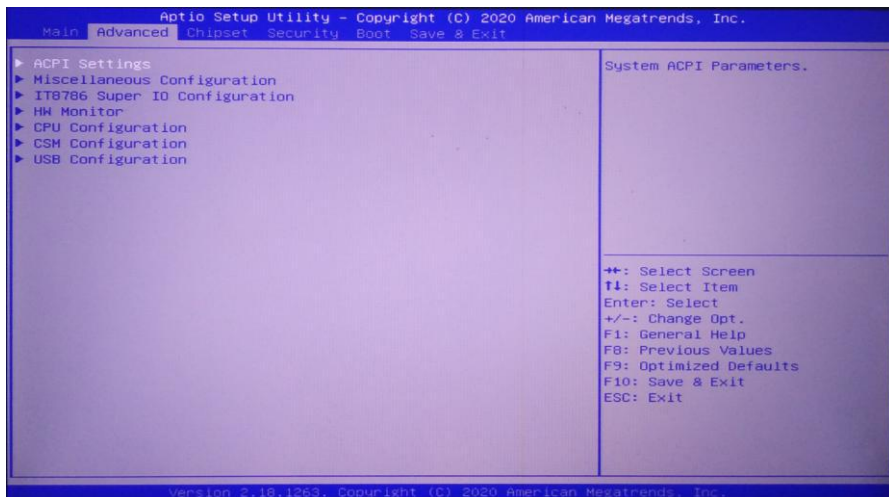 Aptio Setup Utility – Copyright (C) 2020 American Megatrends, Inc.
Main Advanced Chipset Security Boot Save & Exit
▶ ACPI Settings
▶ Miscellaneous Configuration
▶ IT8786 Super IO Configuration
▶ HW Monitor
▶ CPU Configuration
▶ CSM Configuration
▶ USB Configuration
System ACPI Parameters.
→←: Select Screen
↑↓: Select Item
Enter: Select
+/-: Change Opt.
F1: General Help
F8: Previous Values
F9: Optimized Defaults
F10: Save & Exit
ESC: Exit
Version 2.18.1263. Copyright (C) 2020 American Megatrends, Inc.